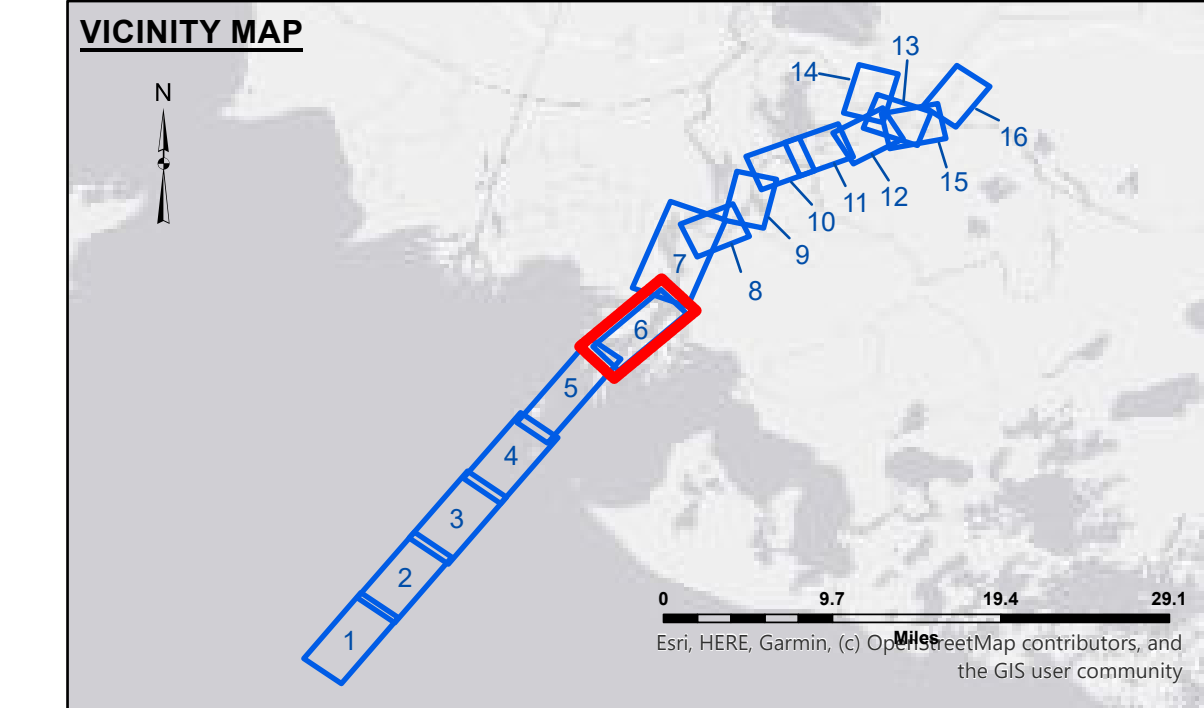 VICINITY MAP
N
13
14
16
15
12
11
10
9
8
7
6
5
4
3
2
1
0 9.7 19.4 29.1
Miles
Esri, HERE, Garmin, (c) OpenStreetMap contributors, and
the GIS user community